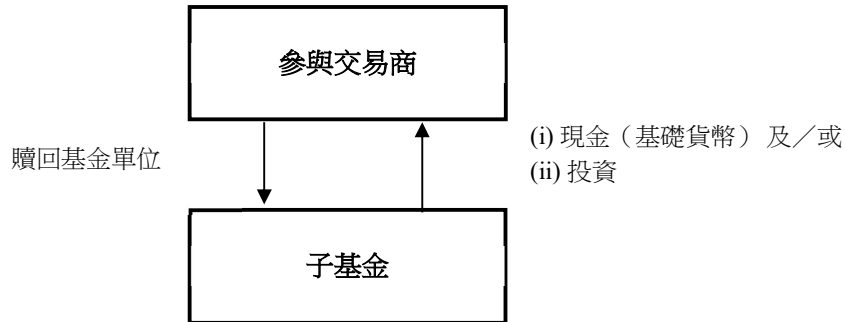 參與交易商
贖回基金單位
(i) 現金（基礎貨幣） 及／或
(ii) 投資
子基金